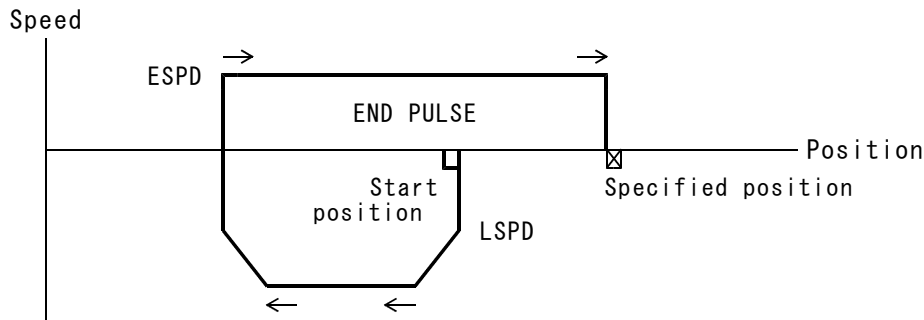 Speed
ESPD
END PULSE
Position
Start
position
Specified position
LSPD